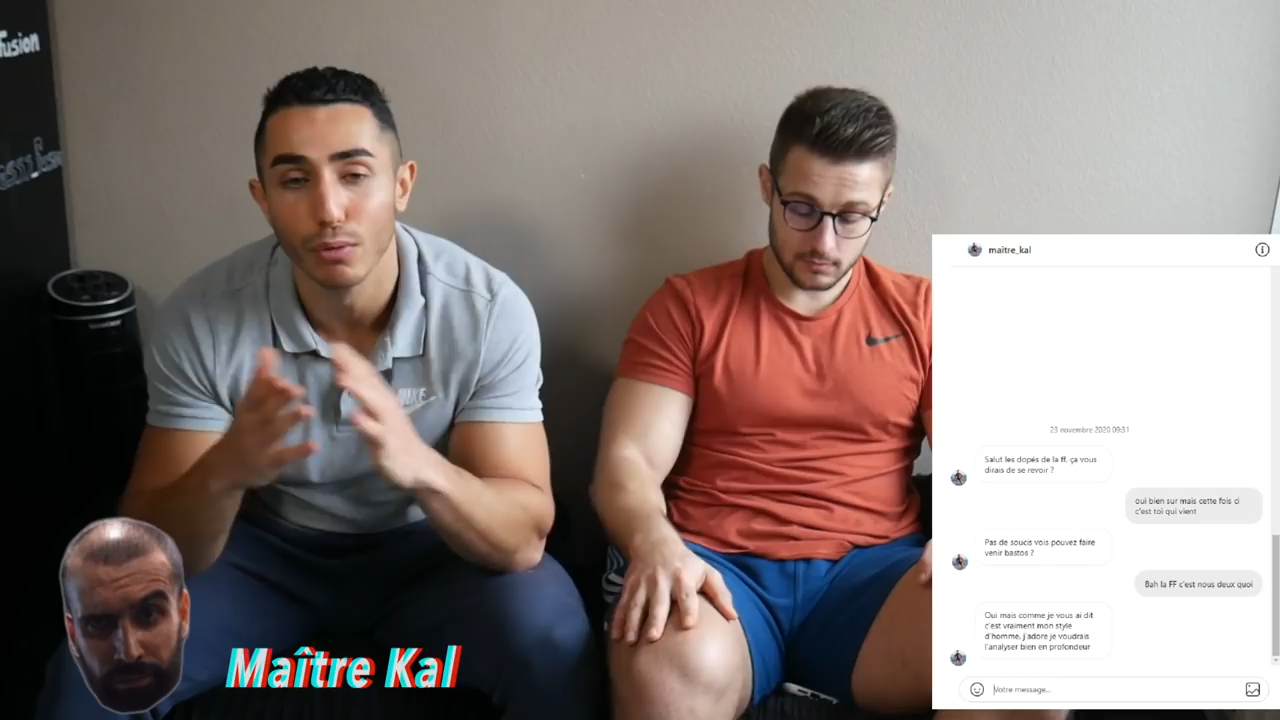 fusion
maitre_kal
23 novembre 2020 09:31
Salut les dopés de la ff, ça vous
dirais de se revoir ?
oui bien sur mais cette fois ci
c'est toi qui vient
Pas de soucis vois pouvez faire
venir bastos ?
Bah la FF c'est nous deux quoi
Oui mais comme je vous ai dit
c'est vraiment mon style
d'homme, j'adore je voudrais
l'analyser bien en profondeur
Votre message...
NIKE
Maître Kal